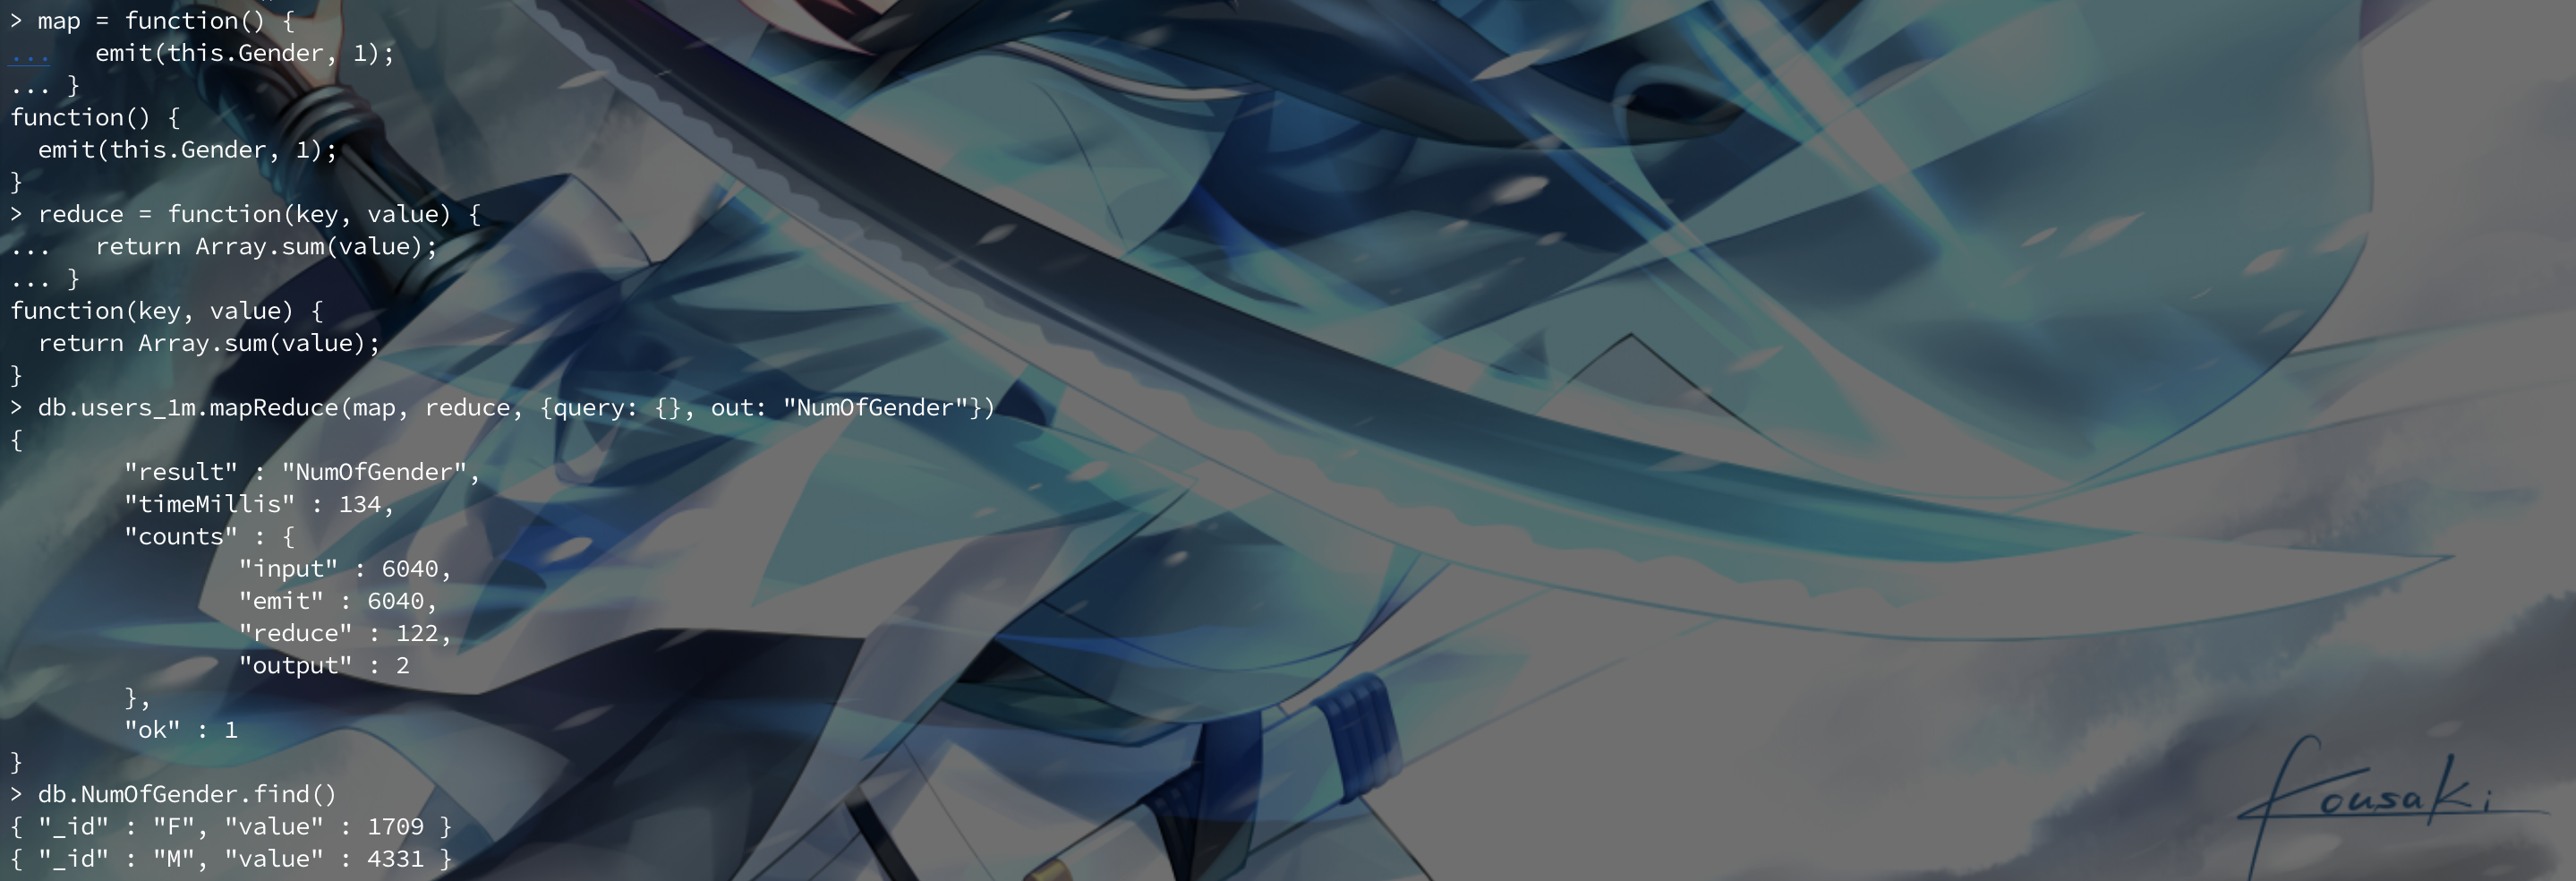 > map = function() {
...   emit(this.Gender, 1);
... }
function() {
  emit(this.Gender, 1);
}
> reduce = function(key, value) {
...   return Array.sum(value);
... }
function(key, value) {
  return Array.sum(value);
}
> db.users_1m.mapReduce(map, reduce, {query: {}, out: "NumOfGender"})
{
        "result" : "NumOfGender",
        "timeMillis" : 134,
        "counts" : {
                "input" : 6040,
                "emit" : 6040,
                "reduce" : 122,
                "output" : 2
        },
        "ok" : 1
}
> db.NumOfGender.find()
{ "_id" : "F", "value" : 1709 }
{ "_id" : "M", "value" : 4331 }
Kousaki